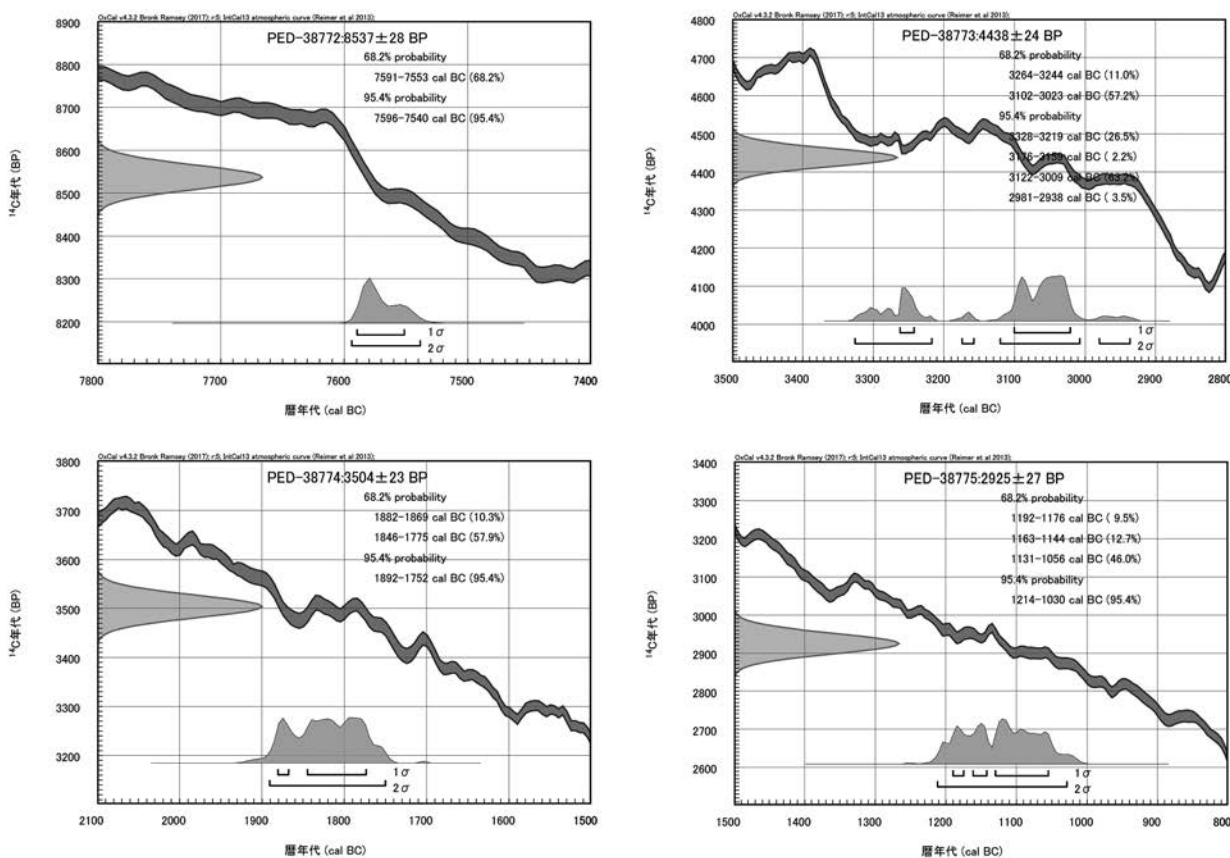 OxCal v4.3.2 Bronk Ramsey (2017); r:5; IntCal13 atmospheric curve (Reimer et al 2013);
PED-38772:8537±28 BP
68.2% probability
7591-7553 cal BC (68.2%)
95.4% probability
7596-7540 cal BC (95.4%)
8900
8800
8700
8600
8500
8400
8300
8200
¹⁴C年代 (BP)
1σ
2σ
7800
7700
7600
7500
7400
暦年代 (cal BC)
OxCal v4.3.2 Bronk Ramsey (2017); r:5; IntCal13 atmospheric curve (Reimer et al 2013);
PED-38773:4438±24 BP
68.2% probability
3264-3244 cal BC (11.0%)
3102-3023 cal BC (57.2%)
95.4% probability
3328-3219 cal BC (26.5%)
3176-3159 cal BC ( 2.2%)
3122-3009 cal BC (63.2%)
2981-2938 cal BC ( 3.5%)
4800
4700
4600
4500
4400
4300
4200
4100
4000
¹⁴C年代 (BP)
1σ
2σ
3500
3400
3300
3200
3100
3000
2900
2800
暦年代 (cal BC)
OxCal v4.3.2 Bronk Ramsey (2017); r:5; IntCal13 atmospheric curve (Reimer et al 2013);
PED-38774:3504±23 BP
68.2% probability
1882-1869 cal BC (10.3%)
1846-1775 cal BC (57.9%)
95.4% probability
1892-1752 cal BC (95.4%)
3800
3700
3600
3500
3400
3300
3200
¹⁴C年代 (BP)
1σ
2σ
2100
2000
1900
1800
1700
1600
1500
暦年代 (cal BC)
OxCal v4.3.2 Bronk Ramsey (2017); r:5; IntCal13 atmospheric curve (Reimer et al 2013);
PED-38775:2925±27 BP
68.2% probability
1192-1176 cal BC ( 9.5%)
1163-1144 cal BC (12.7%)
1131-1056 cal BC (46.0%)
95.4% probability
1214-1030 cal BC (95.4%)
3400
3300
3200
3100
3000
2900
2800
2700
2600
¹⁴C年代 (BP)
1σ
2σ
1500
1400
1300
1200
1100
1000
900
800
暦年代 (cal BC)